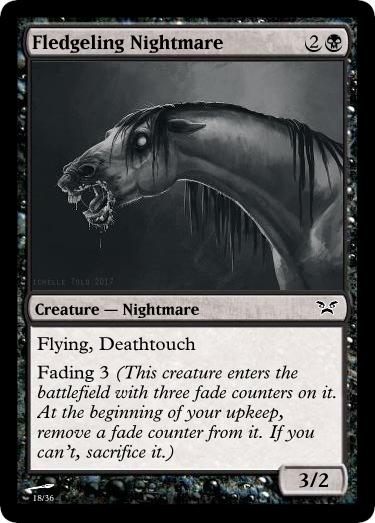 Fledgeling Nightmare 2
Creature — Nightmare
Flying, Deathtouch
Fading 3 (This creature enters the
battlefield with three fade counters on it.
At the beginning of your upkeep,
remove a fade counter from it. If you
can't, sacrifice it.)
3/2
18/36